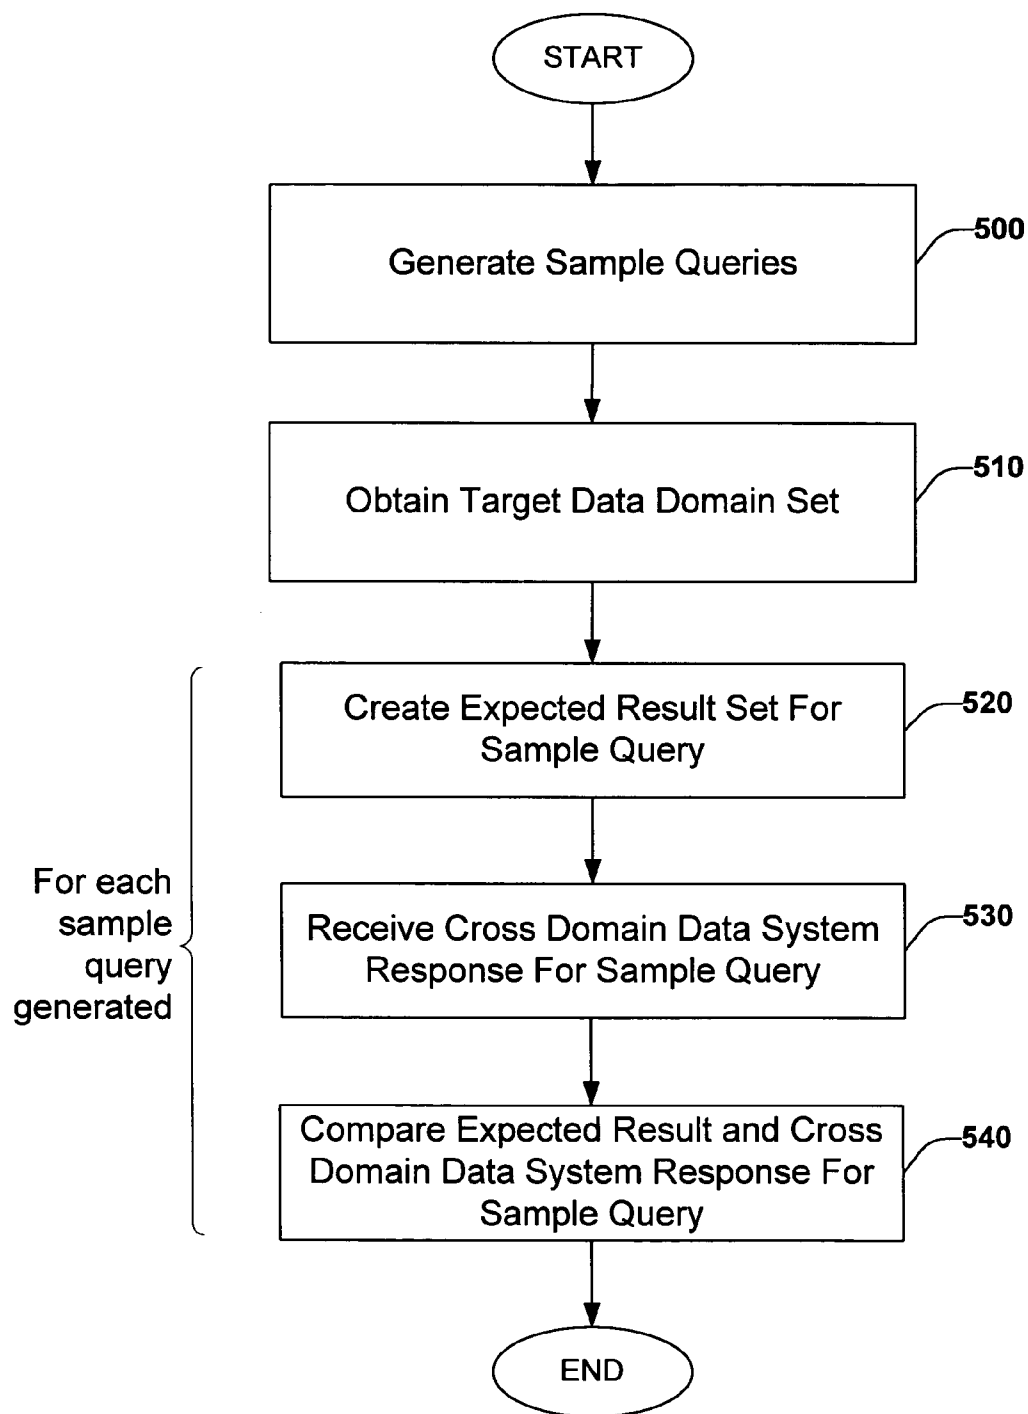 START
Generate Sample Queries
500
Obtain Target Data Domain Set
510
Create Expected Result Set For
Sample Query
520
For each
sample
query
generated
Receive Cross Domain Data System
Response For Sample Query
530
Compare Expected Result and Cross
Domain Data System Response For
Sample Query
540
END